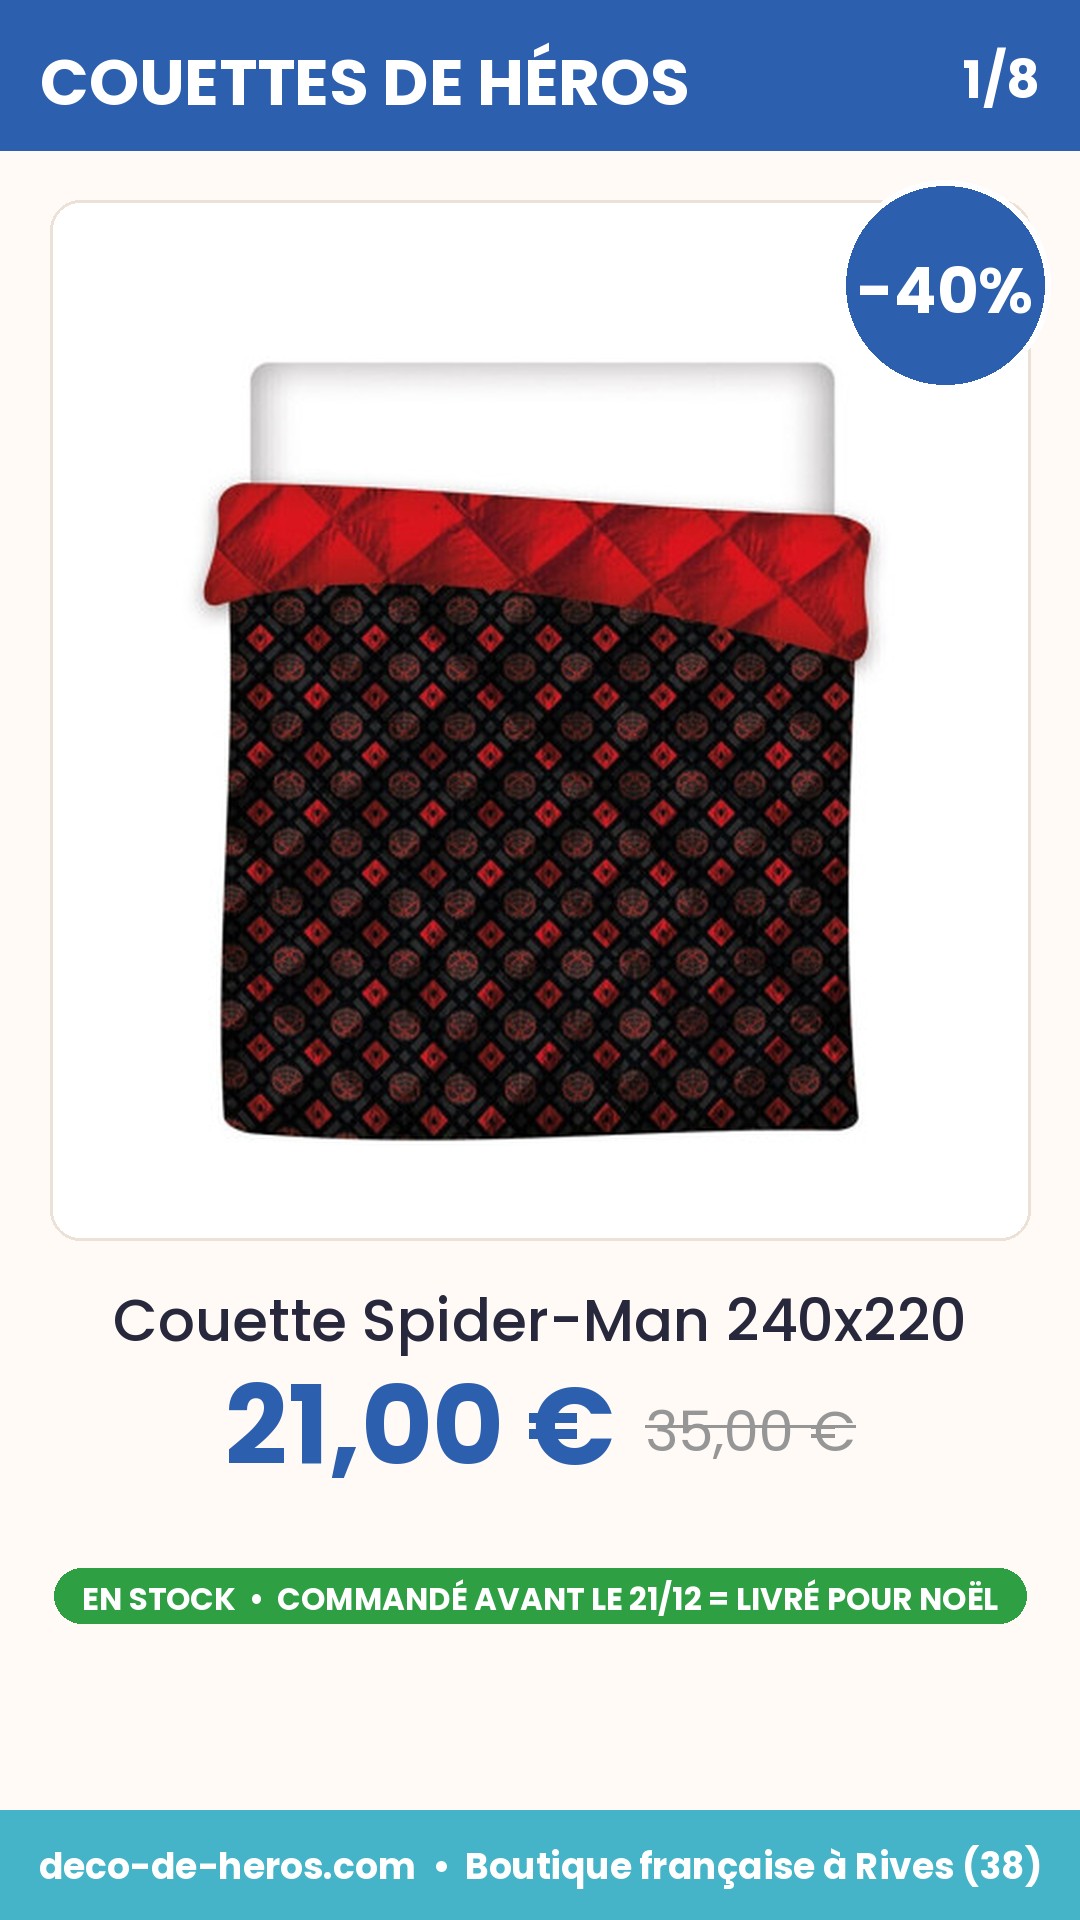 COUETTES DE HÉROS
1/8
-40%
Couette Spider-Man 240x220
21,00 € 35,00 €
EN STOCK • COMMANDÉ AVANT LE 21/12 = LIVRÉ POUR NOËL
deco-de-heros.com • Boutique française à Rives (38)